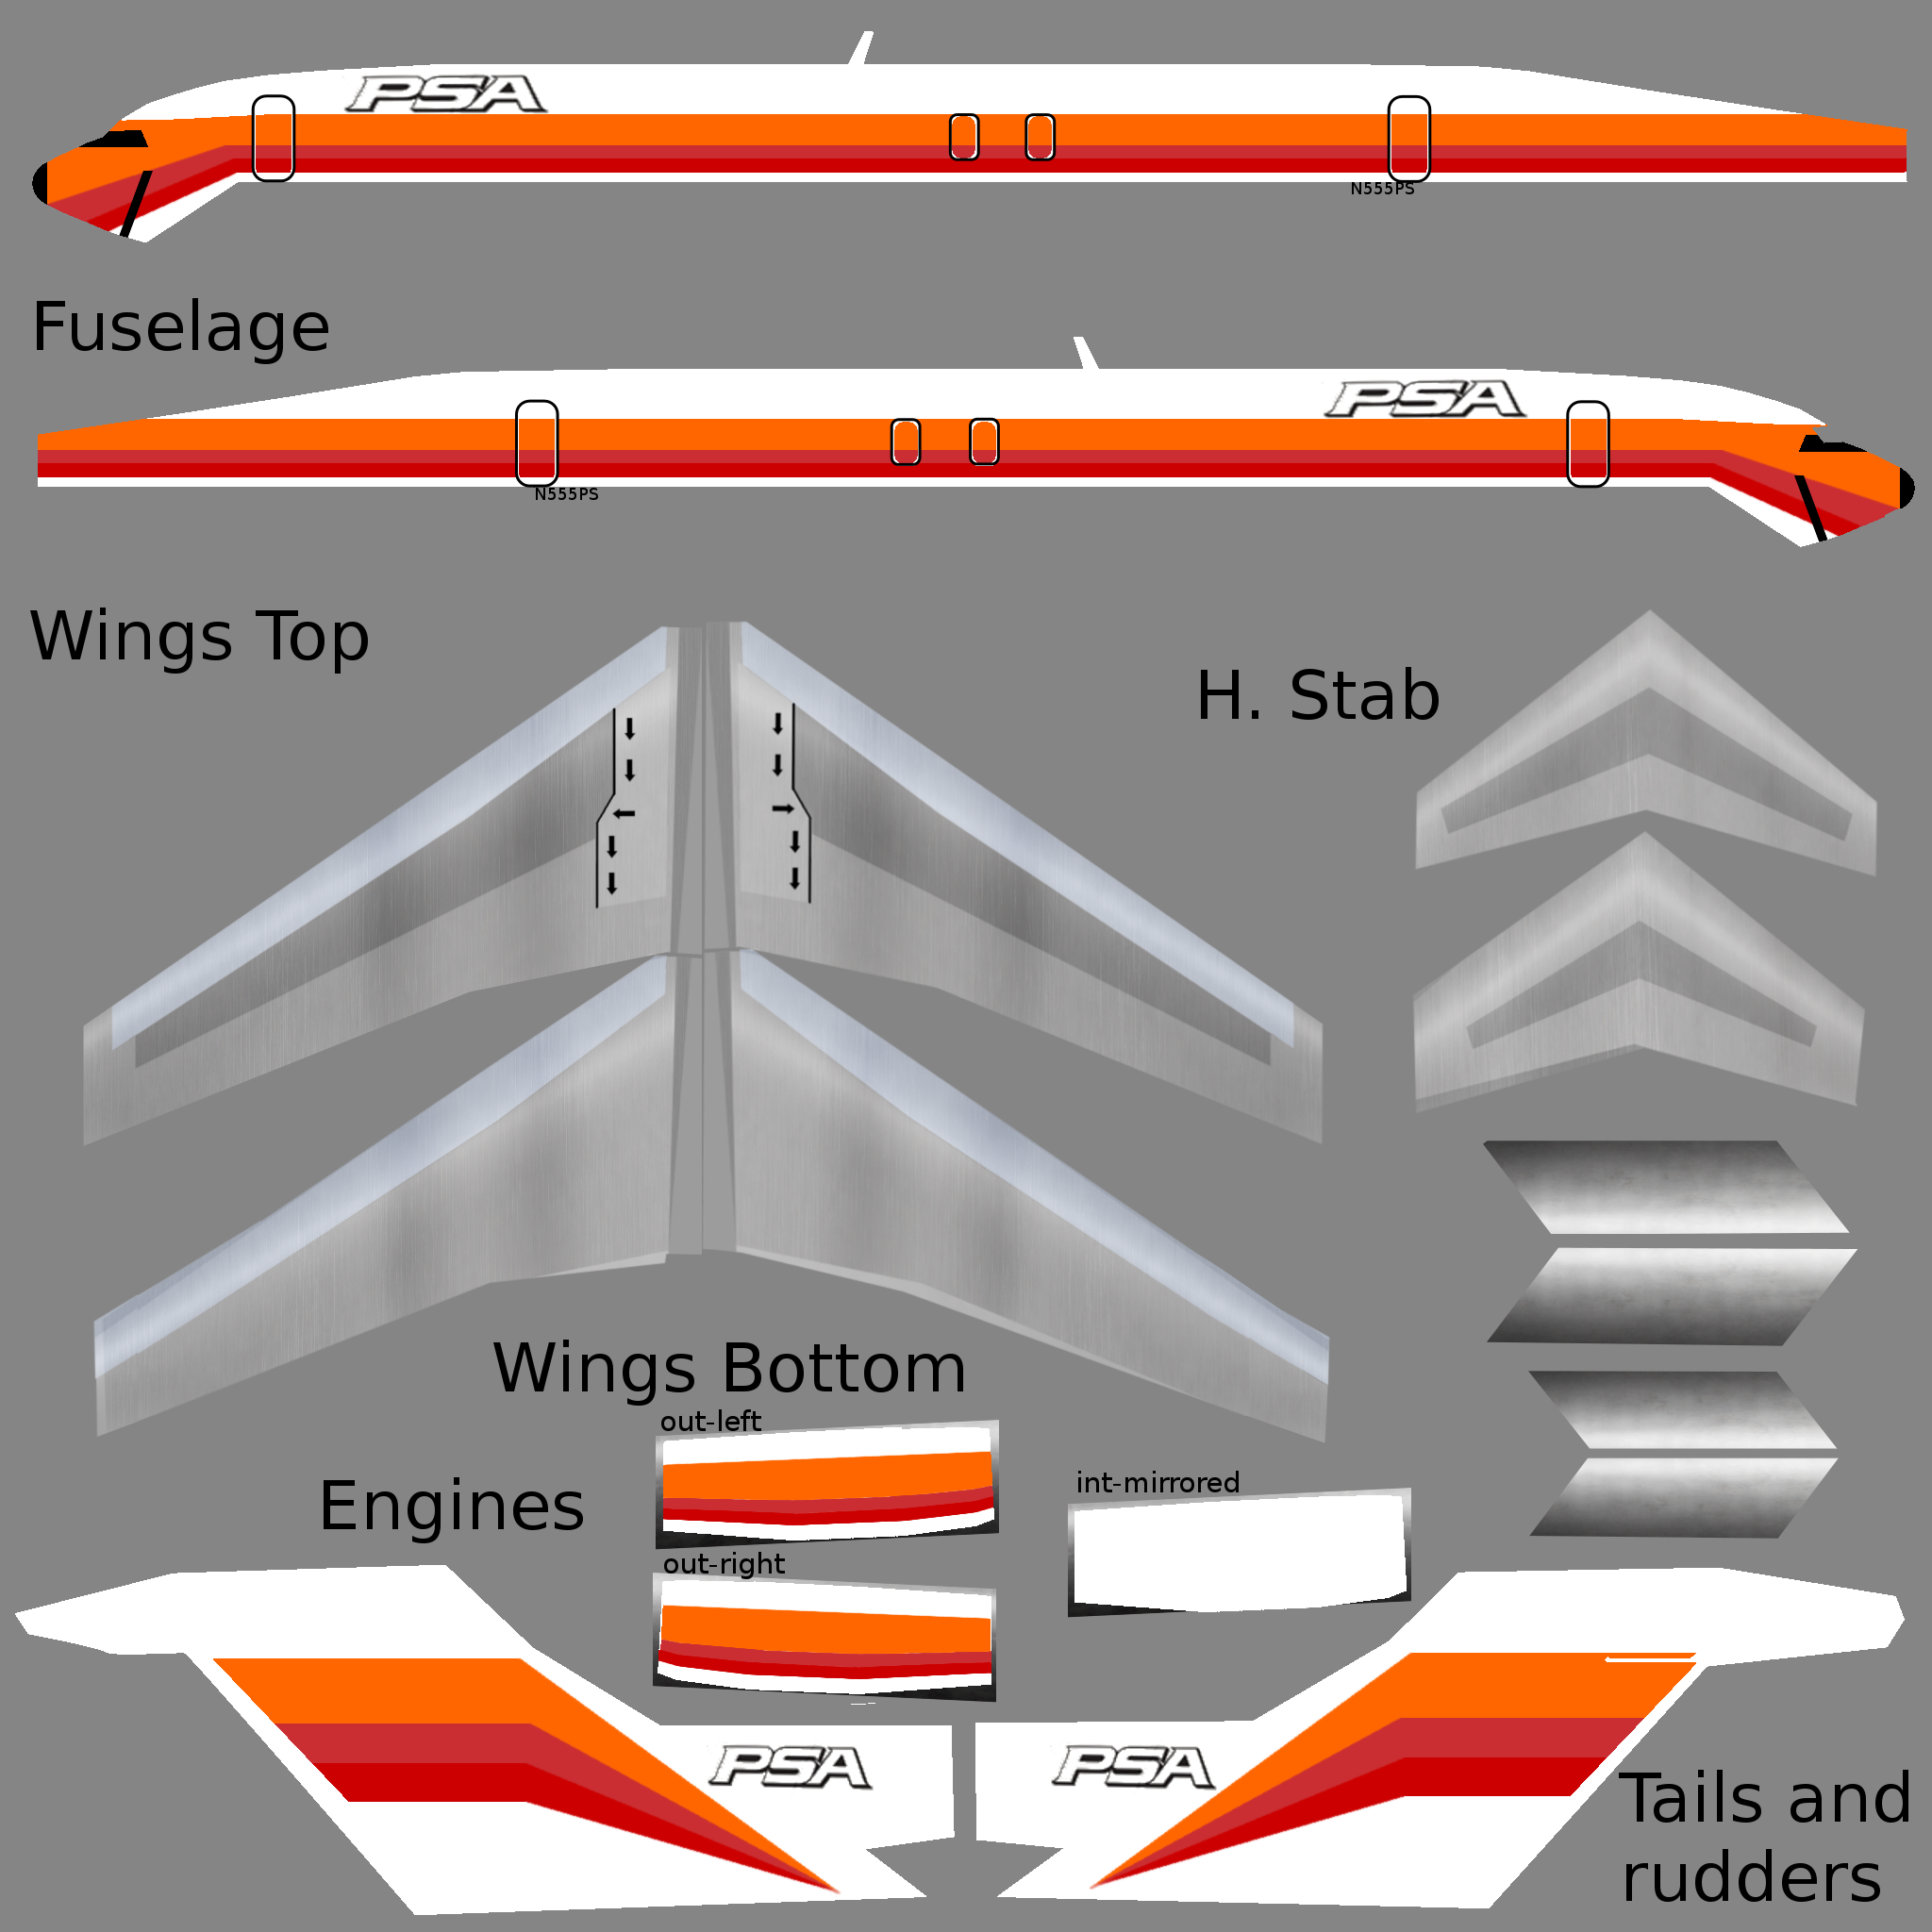 PSA
N555PS
Fuselage
PSA
N555PS
Wings Top
H. Stab
Wings Bottom
out-left
Engines
int-mirrored
out-right
PSA
PSA
Tails and
rudders